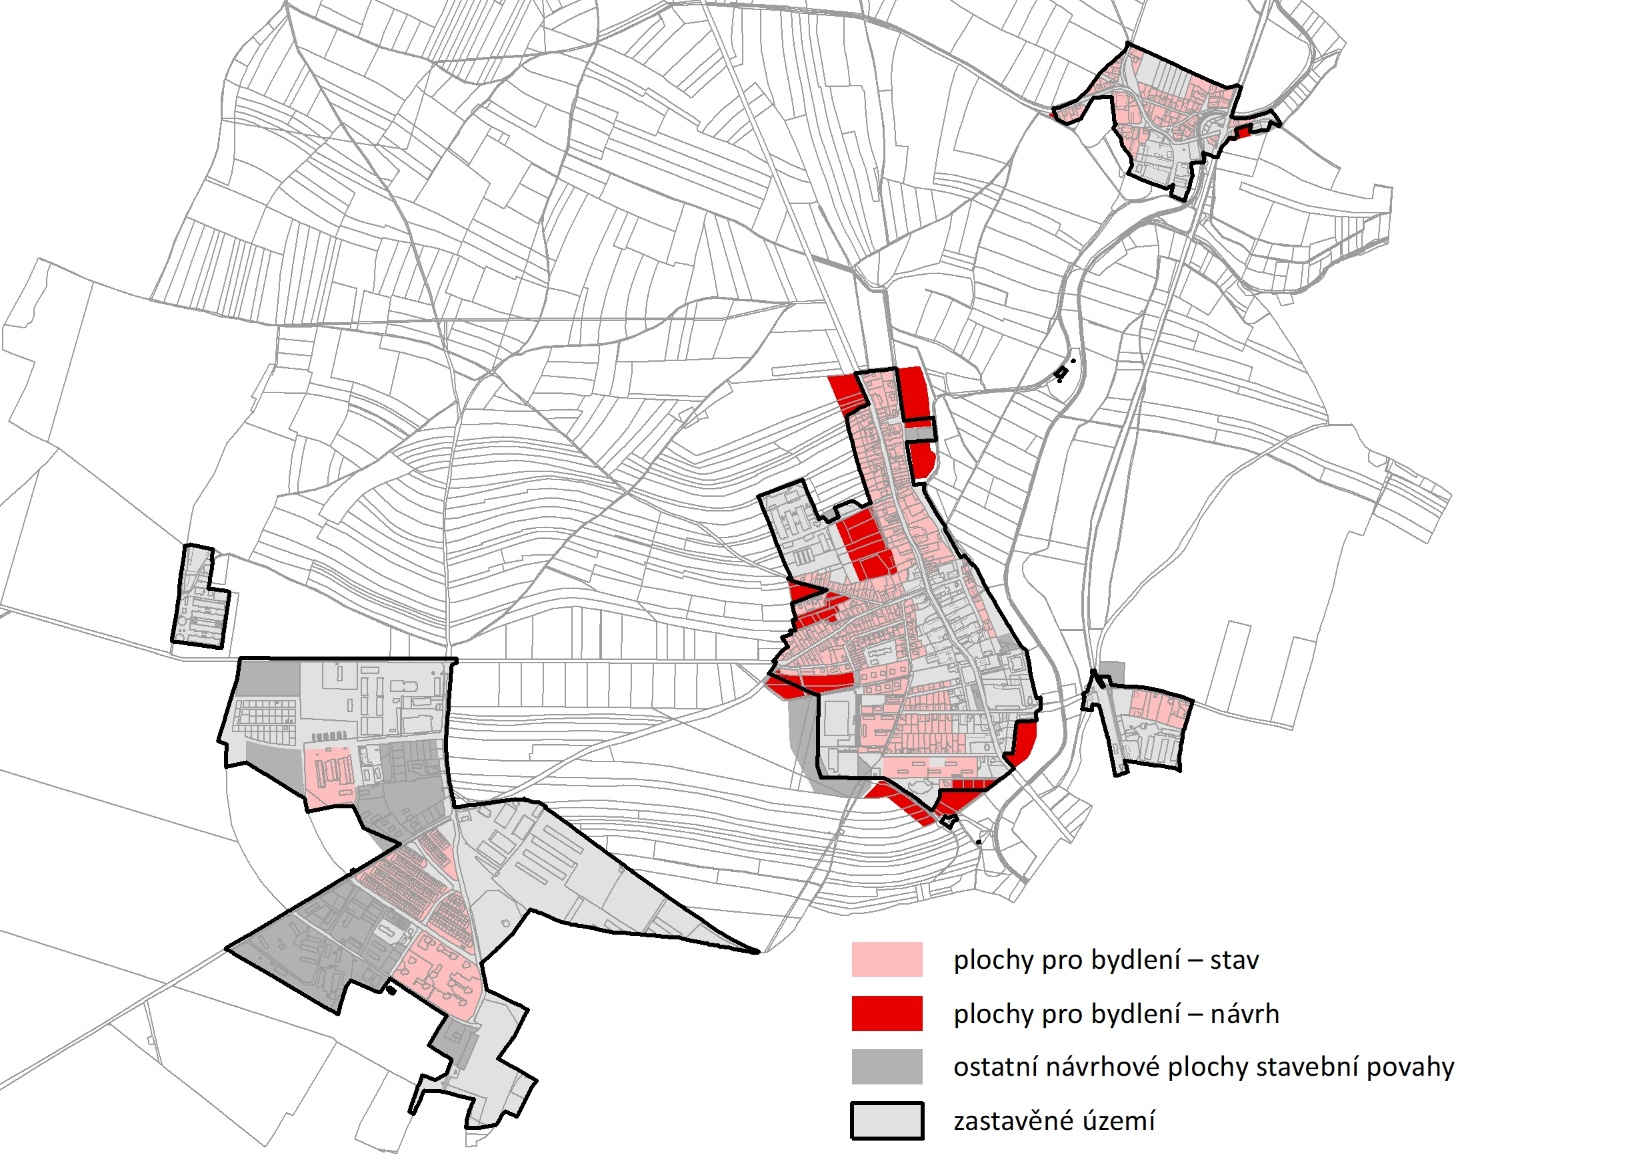 plochy pro bydlení – stav
plochy pro bydlení – návrh
ostatní návrhové plochy stavební povahy
zastavěné území